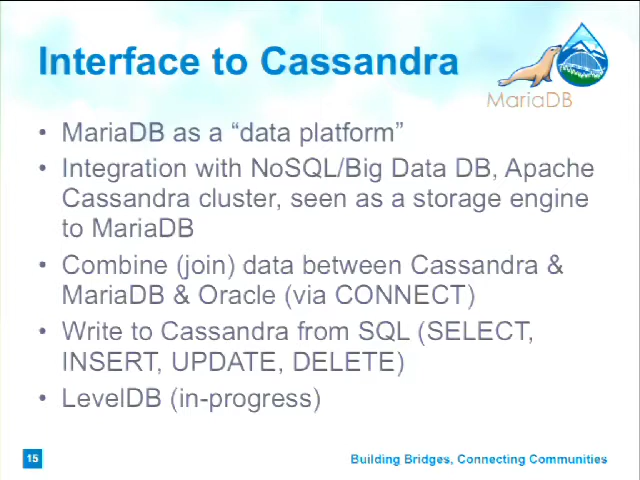 Interface to Cassandra
MariaDB
• MariaDB as a “data platform”
• Integration with NoSQL/Big Data DB, Apache
Cassandra cluster, seen as a storage engine
to MariaDB
• Combine (join) data between Cassandra &
MariaDB & Oracle (via CONNECT)
• Write to Cassandra from SQL (SELECT,
INSERT, UPDATE, DELETE)
• LevelDB (in-progress)
15
Building Bridges, Connecting Communities